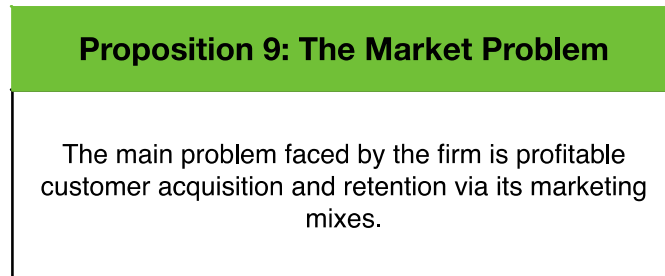 Proposition 9: The Market Problem
The main problem faced by the firm is profitable
customer acquisition and retention via its marketing
mixes.